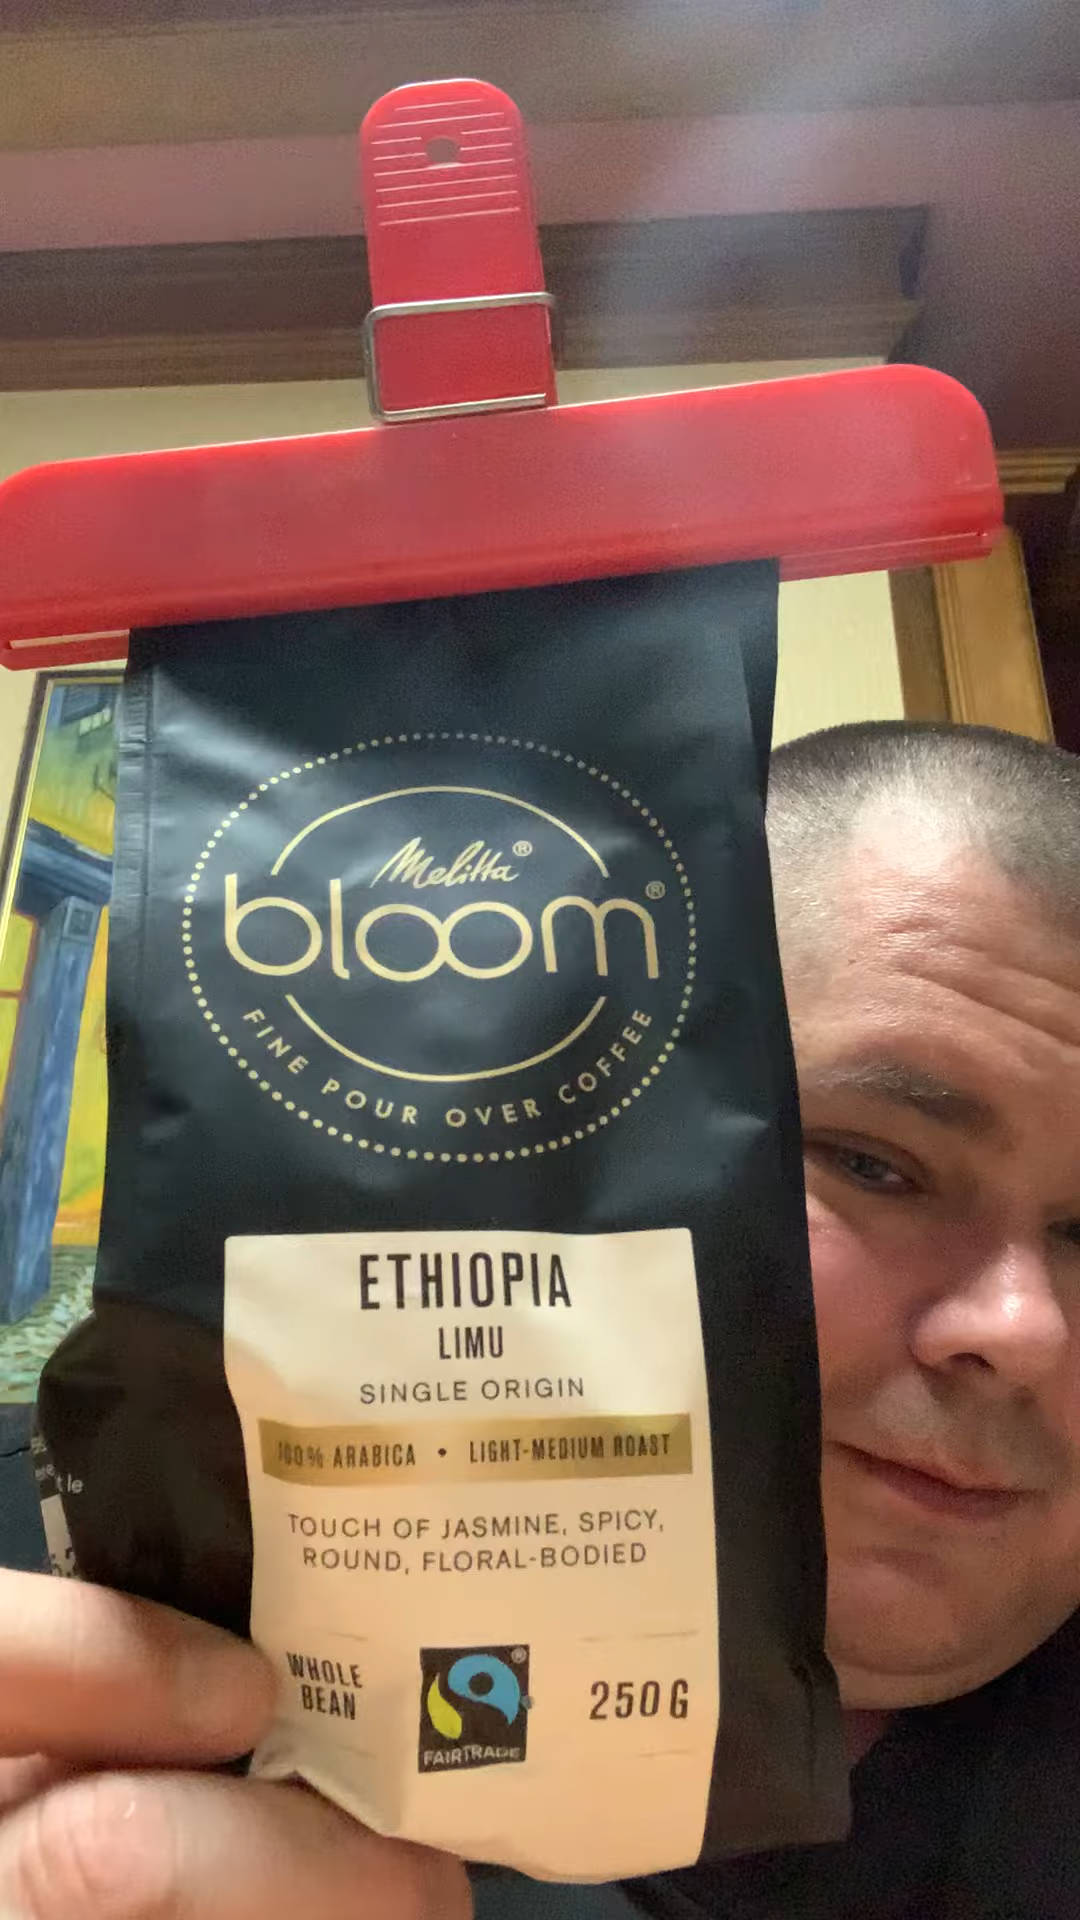 Melitta®
bloom®
FINE POUR OVER COFFEE
ETHIOPIA
LIMU
SINGLE ORIGIN
100% ARABICA • LIGHT-MEDIUM ROAST
TOUCH OF JASMINE, SPICY,
ROUND, FLORAL-BODIED
WHOLE
BEAN
250G
FAIRTRADE
t le